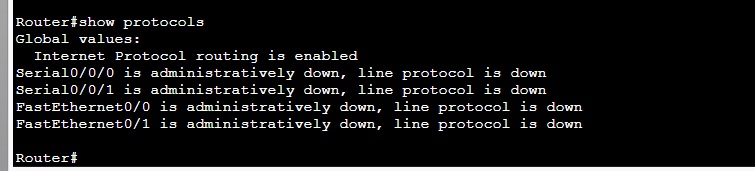 Router#show protocols
Global values:
  Internet Protocol routing is enabled
Serial0/0/0 is administratively down, line protocol is down
Serial0/0/1 is administratively down, line protocol is down
FastEthernet0/0 is administratively down, line protocol is down
FastEthernet0/1 is administratively down, line protocol is down
Router#